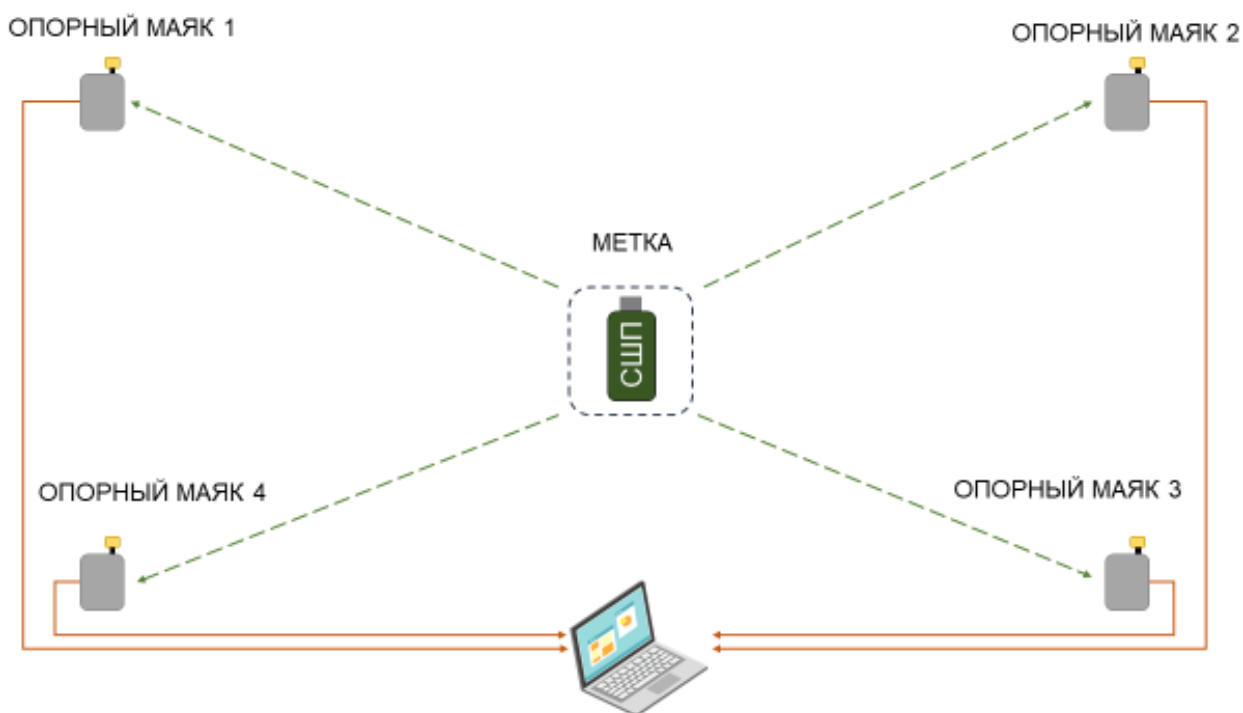 ОПОРНЫЙ МАЯК 1
ОПОРНЫЙ МАЯК 2
МЕТКА
СШП
ОПОРНЫЙ МАЯК 4
ОПОРНЫЙ МАЯК 3